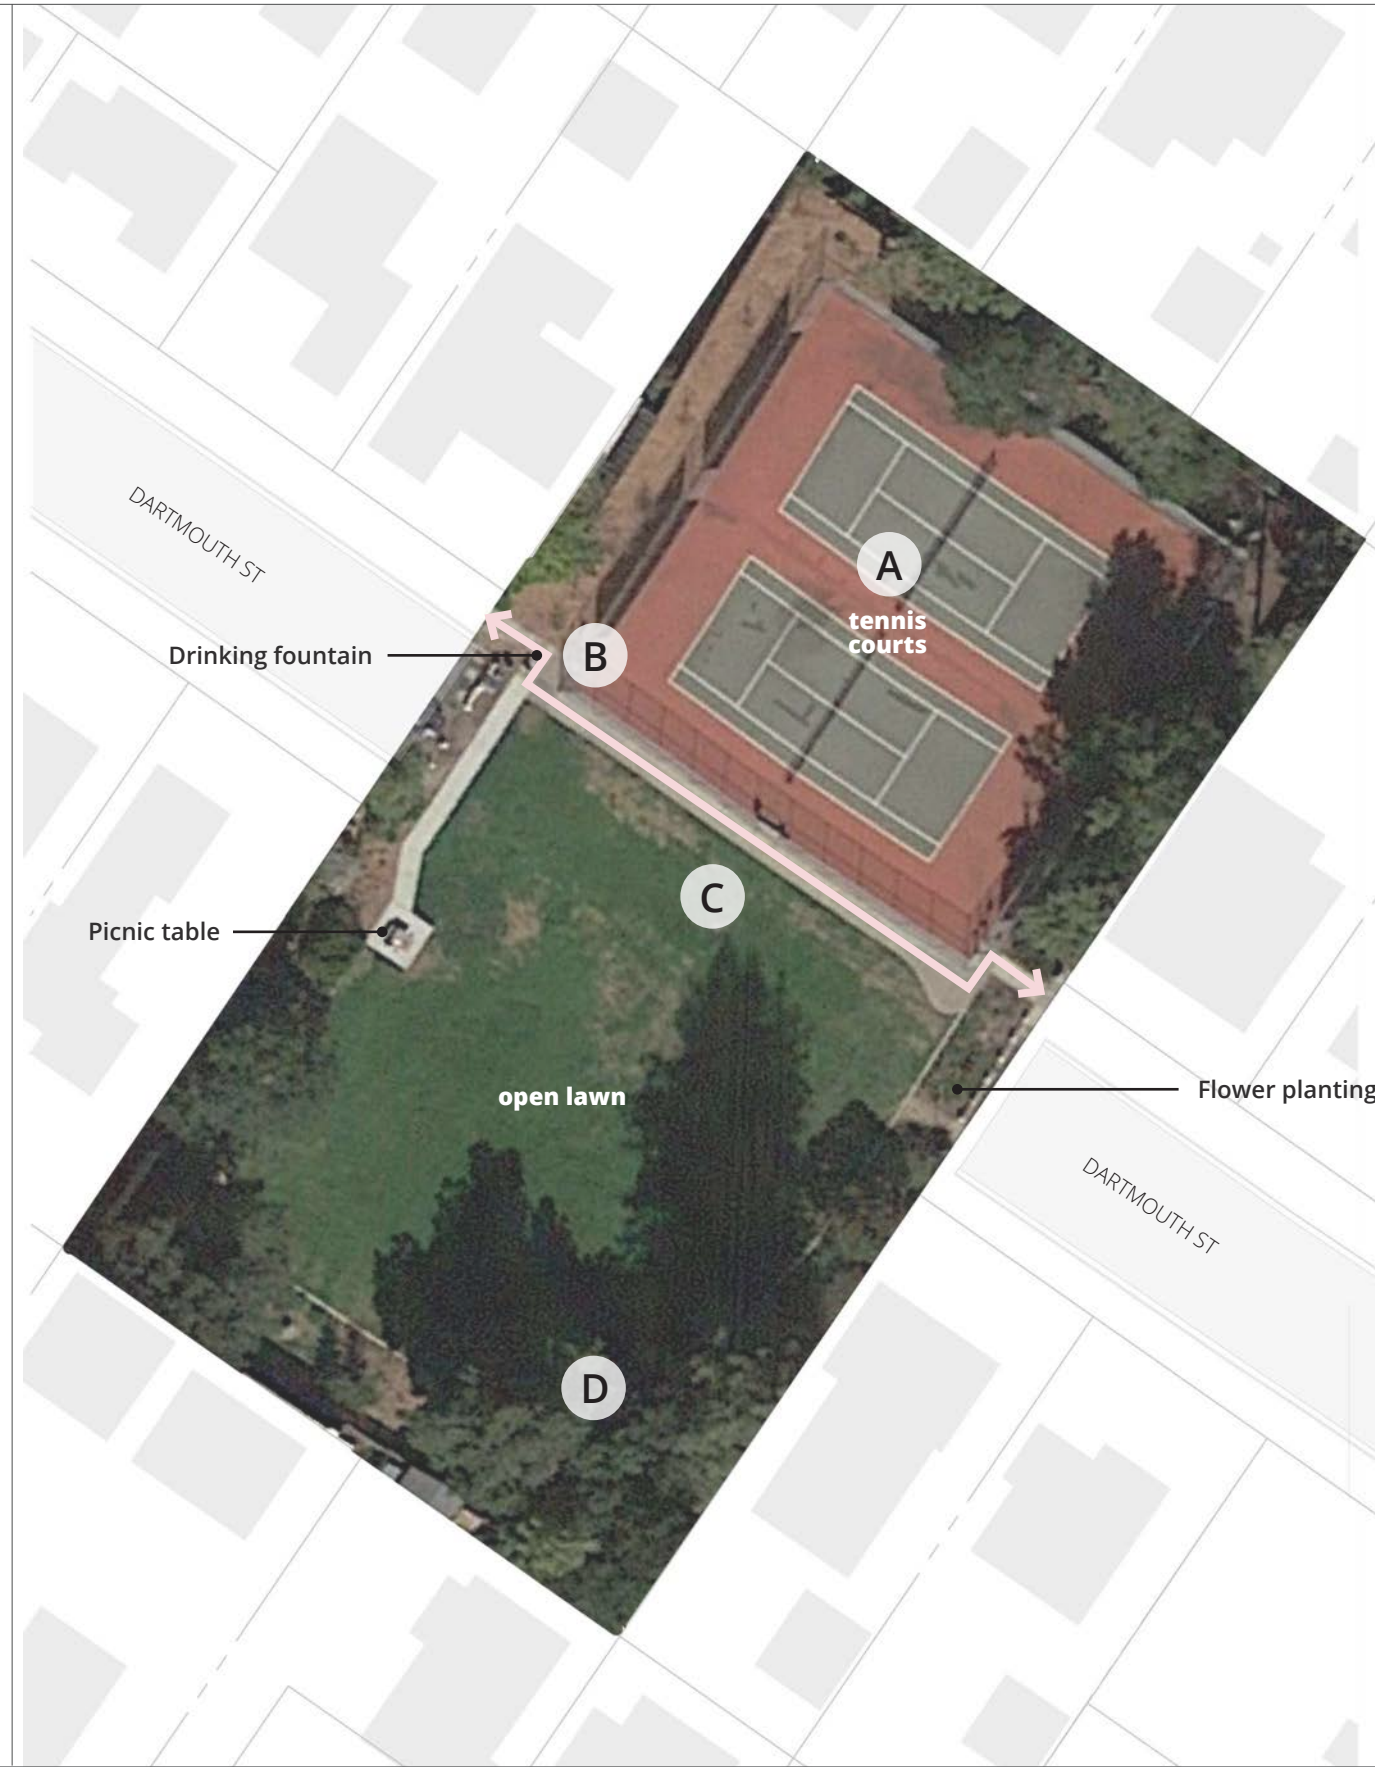 DARTMOUTH ST
A
tennis
courts
Drinking fountain
B
C
Picnic table
open lawn
Flower planting
DARTMOUTH ST
D